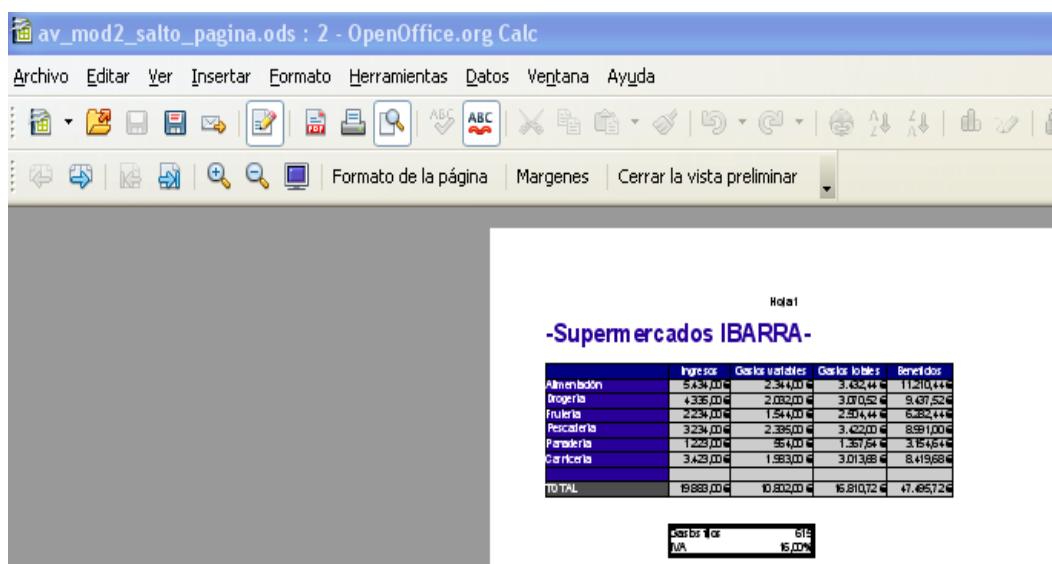 av_mod2_salto_pagina.ods : 2 - OpenOffice.org Calc
Archivo Editar Ver Insertar Formato Herramientas Datos Ventana Ayuda
Formato de la página Margenes Cerrar la vista preliminar
Hoja1
-Supermercados IBARRA-
Ingresos Gastos variables Gastos totales Beneficios
Alimentación 5.434,00 € 2.344,00 € 3.432,44 € 11.210,44 €
Drogeria 4.335,00 € 2.032,00 € 3.070,52 € 9.437,52 €
Fruteria 2.234,00 € 1.544,00 € 2.504,44 € 6.282,44 €
Pescaderia 3.234,00 € 2.335,00 € 3.422,00 € 8.991,00 €
Panaderia 1.223,00 € 564,00 € 1.367,64 € 3.154,64 €
Carniceria 3.423,00 € 1.983,00 € 3.013,68 € 8.419,68 €
TOTAL 19.883,00 € 10.802,00 € 16.810,72 € 47.495,72 €
Gastos fijos 615
IVA 16,00%